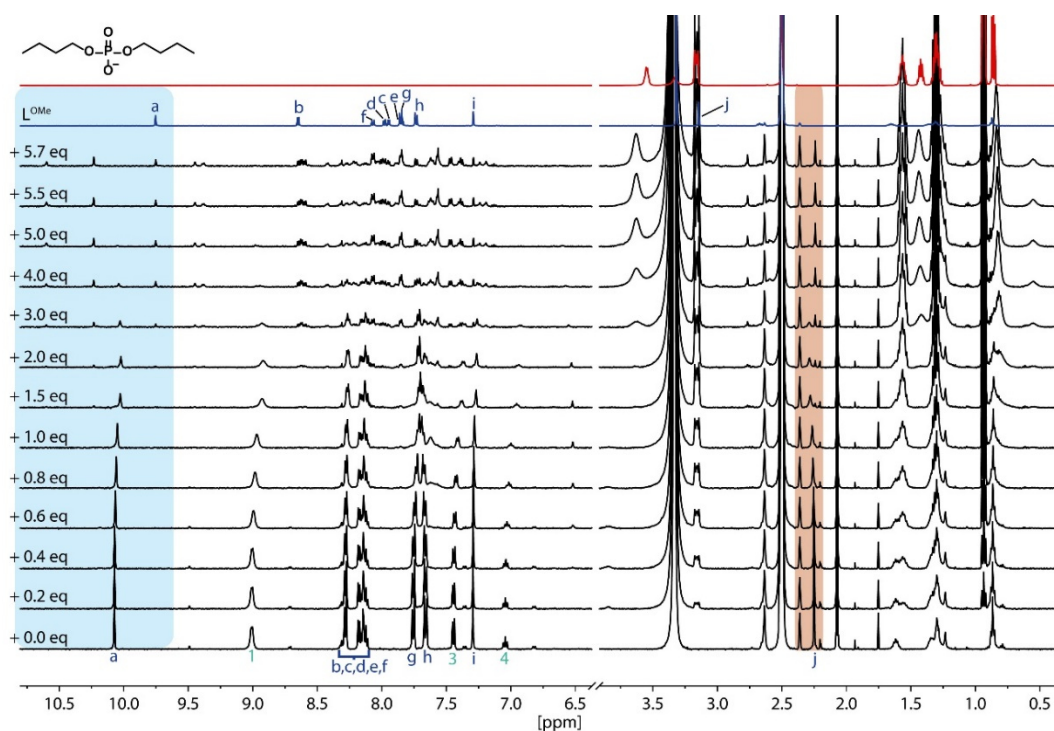 O
O P O
O−
a b f d c e g h i j
L^OMe
+ 5.7 eq
+ 5.5 eq
+ 5.0 eq
+ 4.0 eq
+ 3.0 eq
+ 2.0 eq
+ 1.5 eq
+ 1.0 eq
+ 0.8 eq
+ 0.6 eq
+ 0.4 eq
+ 0.2 eq
+ 0.0 eq
a 1 b,c,d,e,f g h 3 i 4 j
10.5 10.0 9.5 9.0 8.5 8.0 7.5 7.0 3.5 3.0 2.5 2.0 1.5 1.0 0.5
[ppm]